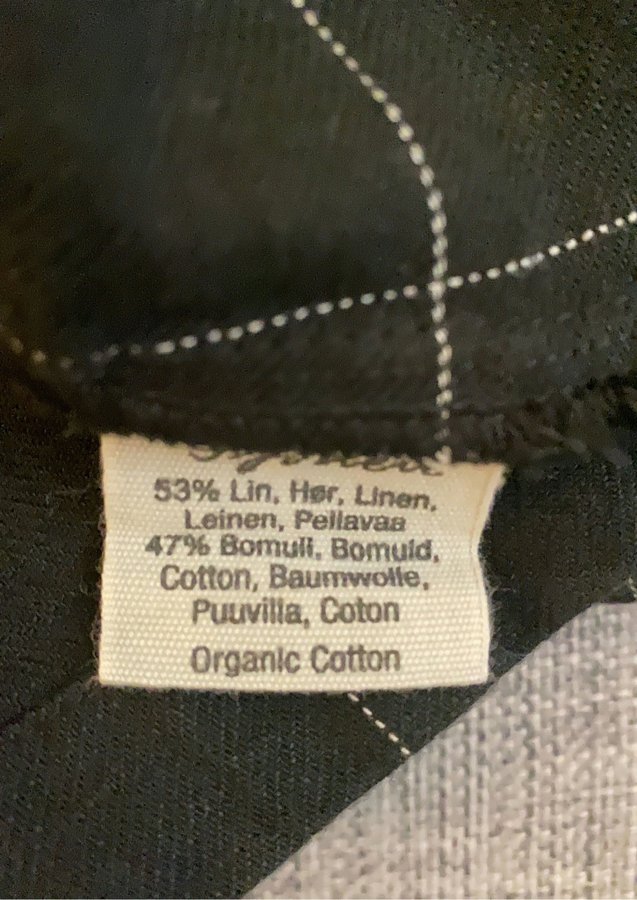 53% Lin, Hør, Linen,
Leinen, Pellavaa
47% Bomull, Bomuld,
Cotton, Baumwolle,
Puuvilla, Coton
Organic Cotton